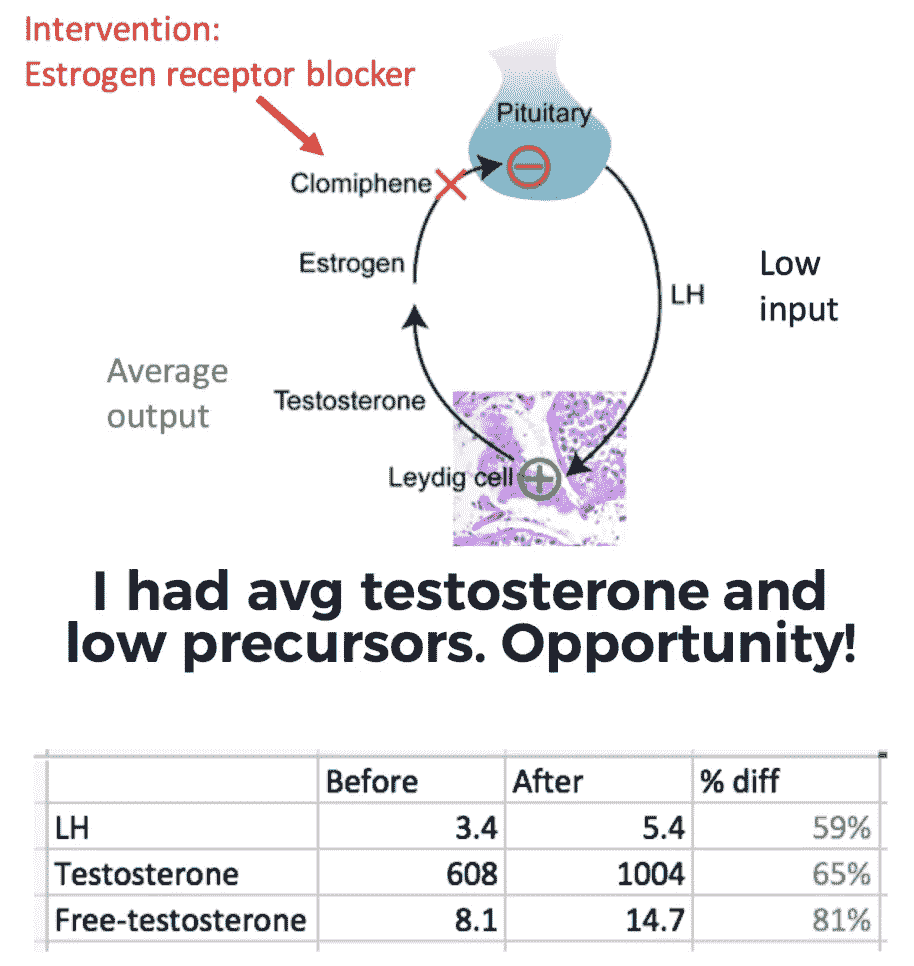 Intervention:
Estrogen receptor blocker
Pituitary
Clomiphene
Estrogen
LH
Low
input
Average
output
Testosterone
Leydig cell
I had avg testosterone and
low precursors. Opportunity!
Before After % diff
LH 3.4 5.4 59%
Testosterone 608 1004 65%
Free-testosterone 8.1 14.7 81%